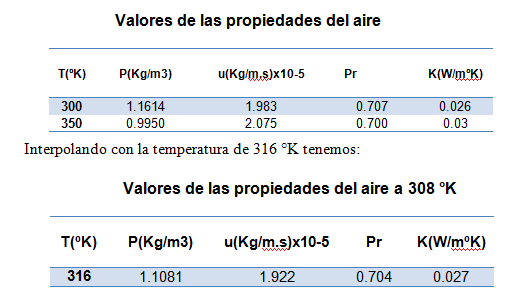 Valores de las propiedades del aire
T(ºK) P(Kg/m3) u(Kg/m.s)x10-5 Pr K(W/mºK)
300 1.1614 1.983 0.707 0.026
350 0.9950 2.075 0.700 0.03
Interpolando con la temperatura de 316 °K tenemos:
Valores de las propiedades del aire a 308 ºK
T(ºK) P(Kg/m3) u(Kg/m.s)x10-5 Pr K(W/mºK)
316 1.1081 1.922 0.704 0.027